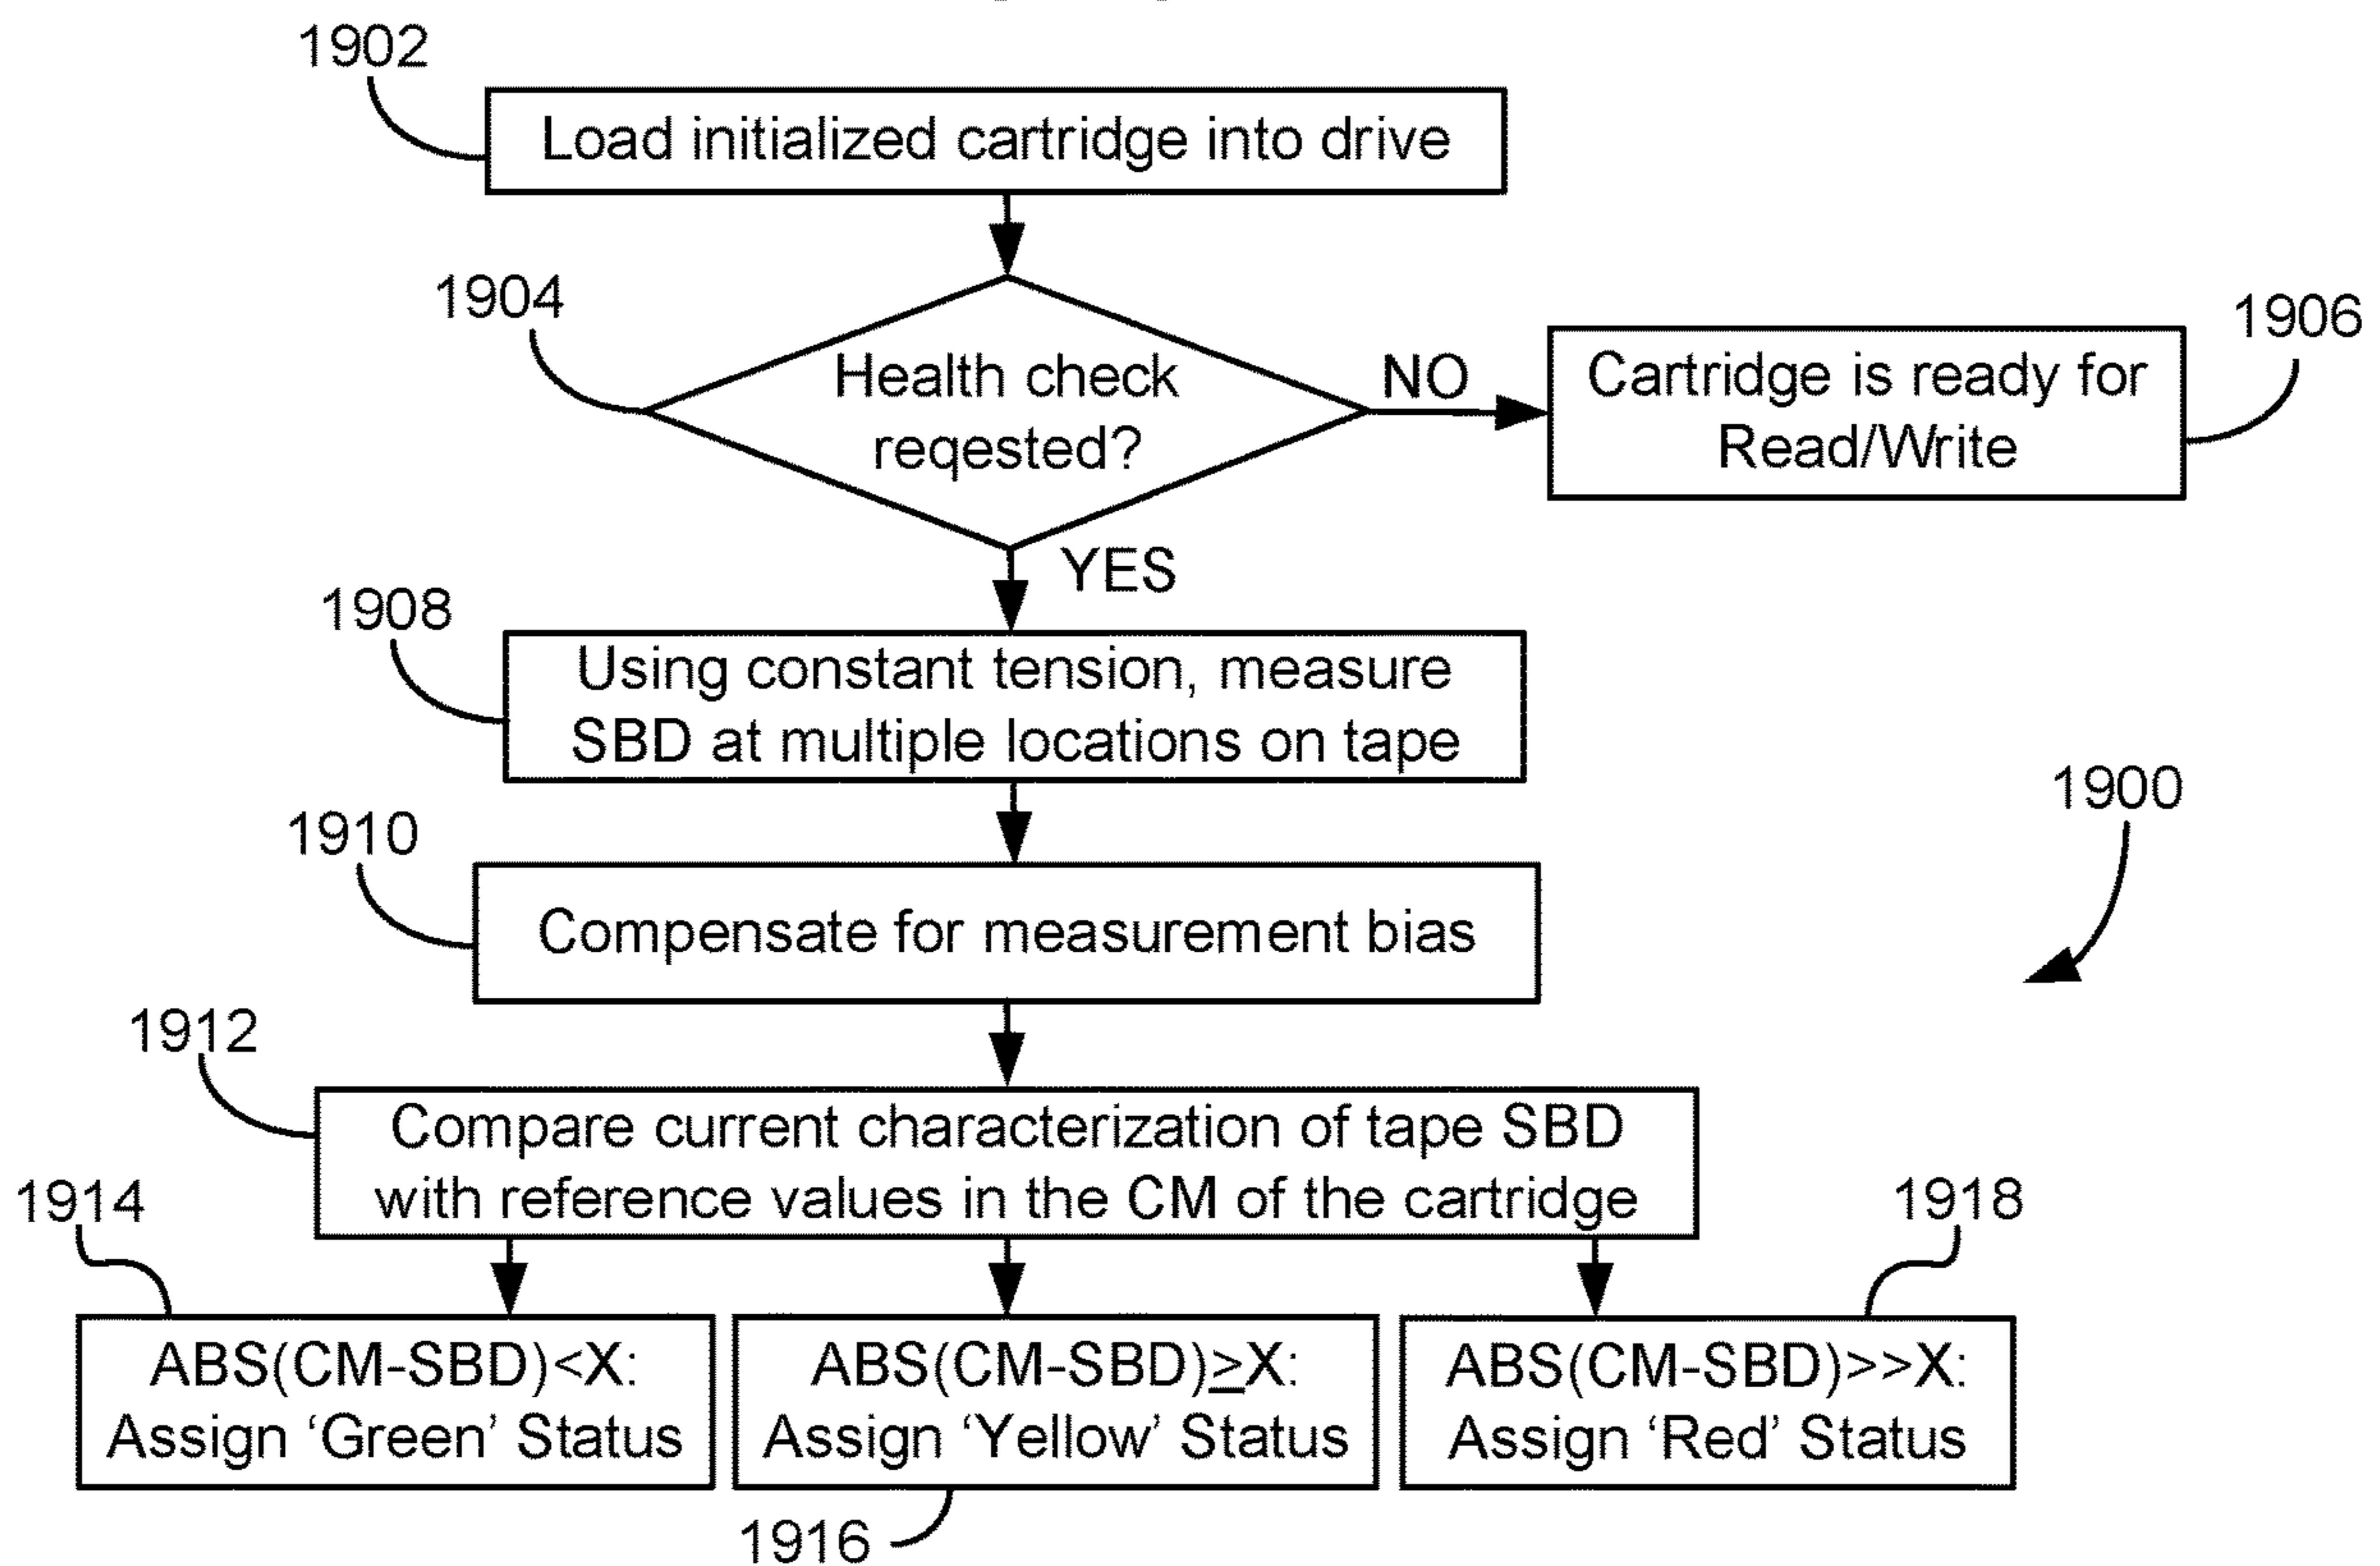 1902
Load initialized cartridge into drive
1904
Health check
reqested?
NO
1906
Cartridge is ready for
Read/Write
YES
1908
Using constant tension, measure
SBD at multiple locations on tape
1900
1910
Compensate for measurement bias
1912
Compare current characterization of tape SBD
with reference values in the CM of the cartridge
1914
1918
ABS(CM-SBD)<X:
Assign ‘Green’ Status
ABS(CM-SBD)≥X:
Assign ‘Yellow’ Status
ABS(CM-SBD)>>X:
Assign ‘Red’ Status
1916